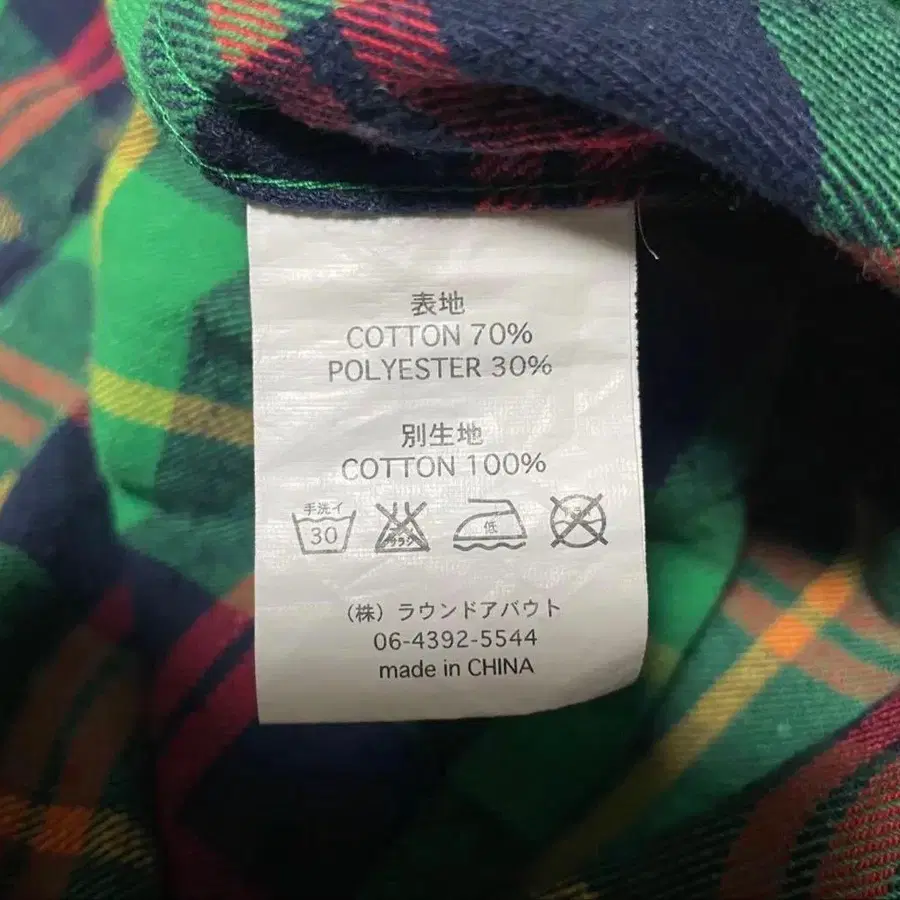 表地
COTTON 70%
POLYESTER 30%
別生地
COTTON 100%
手洗イ
30
低
(株) ラウンドアバウト
06-4392-5544
made in CHINA